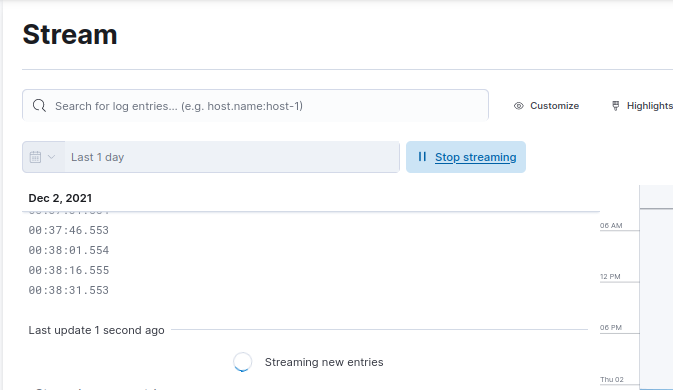 Stream
Search for log entries... (e.g. host.name:host-1)
Customize
Highlights
Last 1 day
Stop streaming
Dec 2, 2021
00:37:46.553
00:38:01.554
00:38:16.555
00:38:31.553
06 AM
12 PM
06 PM
Thu 02
Last update 1 second ago
Streaming new entries